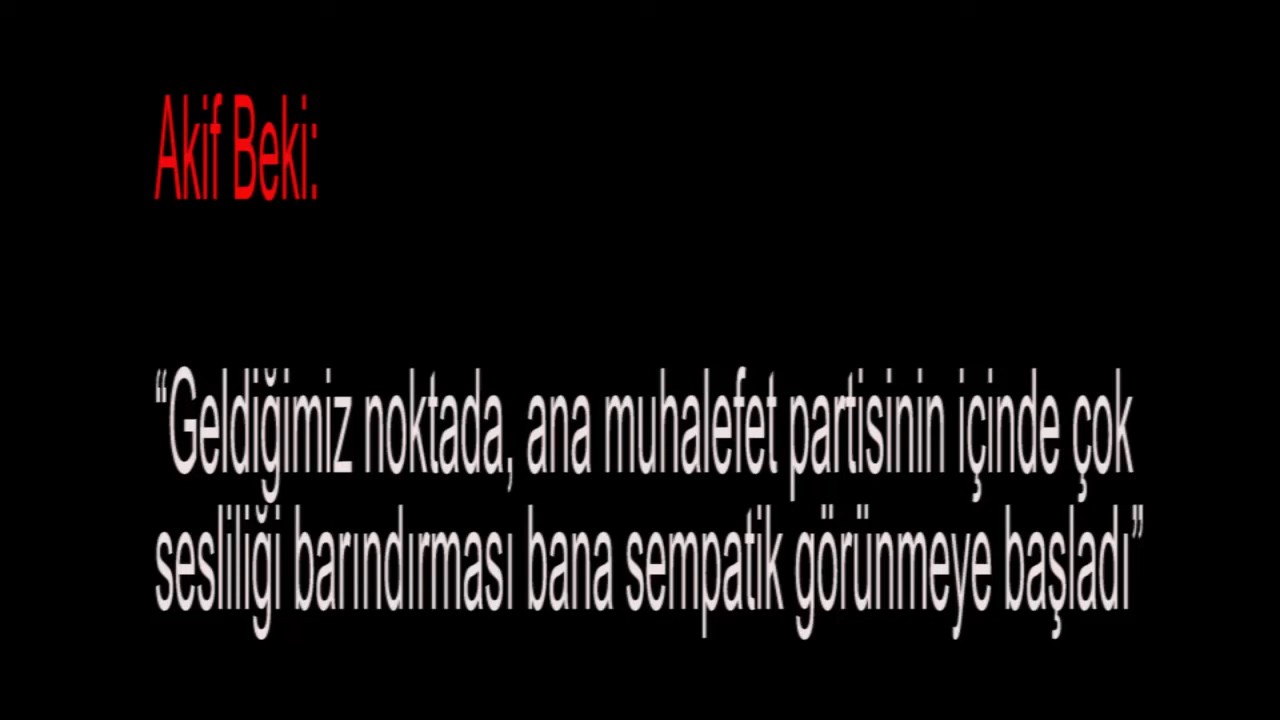 Akif Beki:
“Geldiğimiz noktada, ana muhalefet partisinin içinde çok
sesliliği barındırması bana sempatik görünmeye başladı”